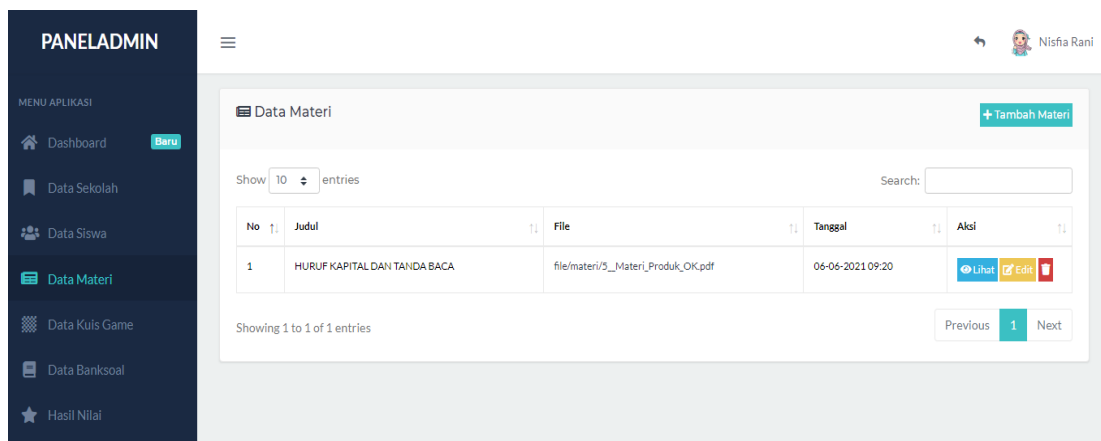 PANELADMIN
Nisfia Rani
MENU APLIKASI
Dashboard Baru
Data Sekolah
Data Siswa
Data Materi
Data Kuis Game
Data Banksoal
Hasil Nilai
Data Materi
+ Tambah Materi
Show 10 entries Search:
No Judul File Tanggal Aksi
1 HURUF KAPITAL DAN TANDA BACA file/materi/5__Materi_Produk_OK.pdf 06-06-2021 09:20 Lihat Edit
Showing 1 to 1 of 1 entries Previous 1 Next